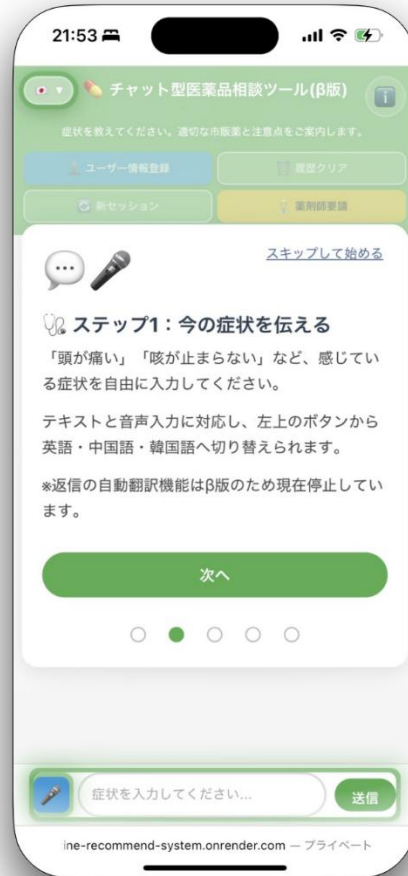 21:53
チャット型医薬品相談ツール(β版)
症状を教えてください。適切な市販薬と注意点をご案内します。
ユーザー情報登録
履歴クリア
新セッション
薬剤師要請
スキップして始める
ステップ1：今の症状を伝える
「頭が痛い」「咳が止まらない」など、感じてい
る症状を自由に入力してください。
テキストと音声入力に対応し、左上のボタンから
英語・中国語・韓国語へ切り替えられます。
※返信の自動翻訳機能はβ版のため現在停止してい
ます。
次へ
症状を入力してください...
送信
ine-recommend-system.onrender.com — プライベート